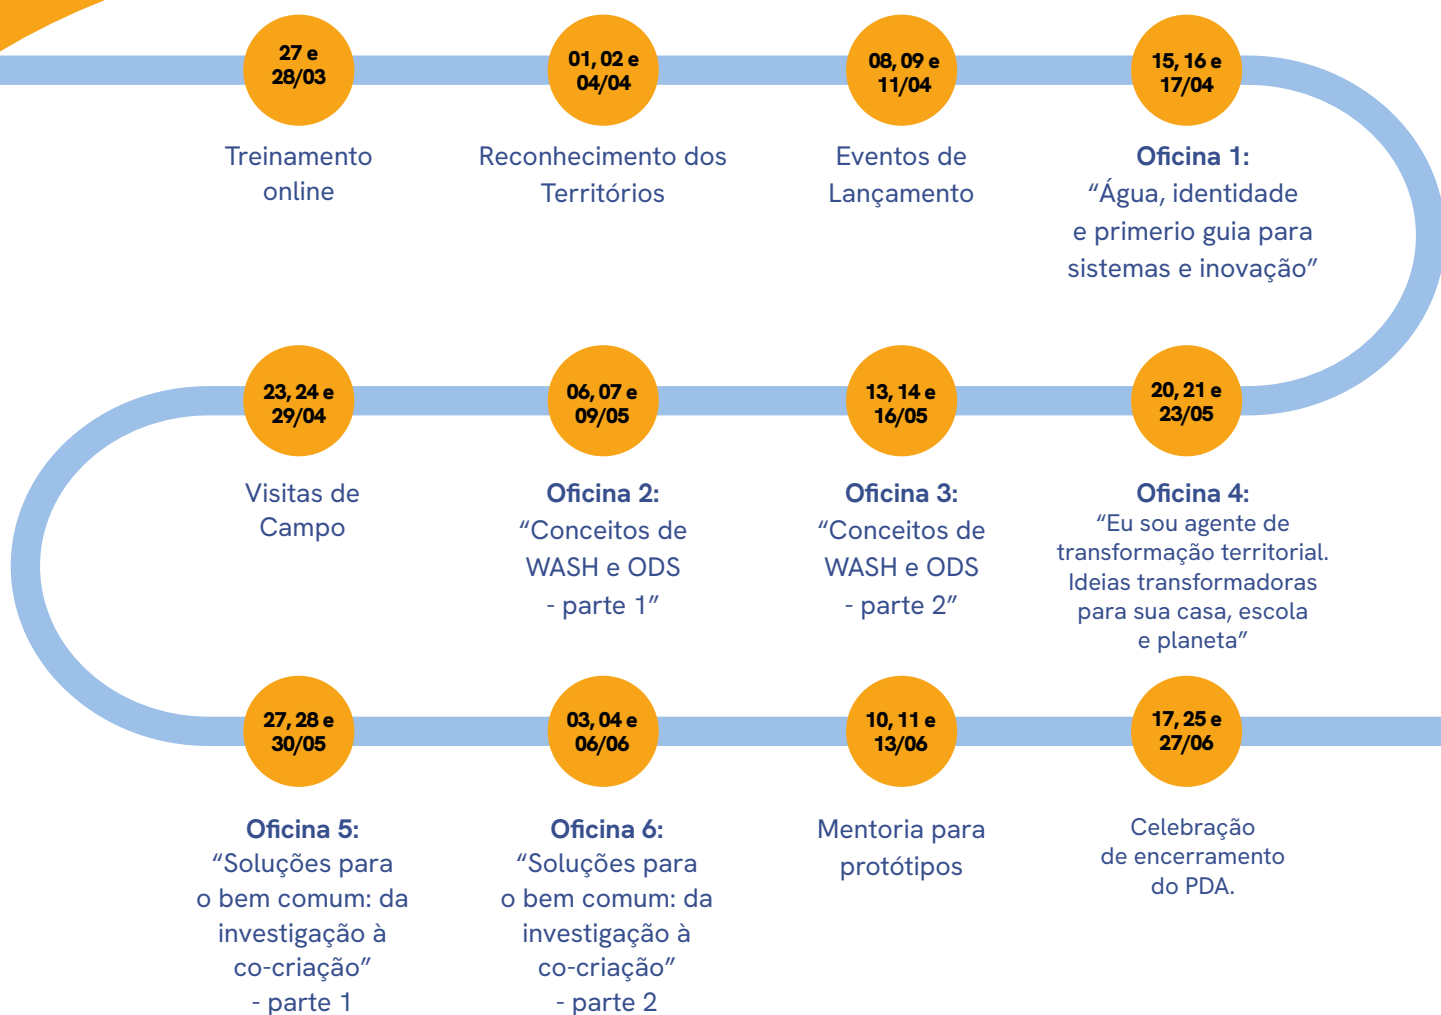 27 e
28/03
Treinamento
online
01, 02 e
04/04
Reconhecimento dos
Territórios
08, 09 e
11/04
Eventos de
Lançamento
15, 16 e
17/04
Oficina 1:
“Água, identidade
e primerio guia para
sistemas e inovação”
23, 24 e
29/04
Visitas de
Campo
06, 07 e
09/05
Oficina 2:
“Conceitos de
WASH e ODS
- parte 1”
13, 14 e
16/05
Oficina 3:
“Conceitos de
WASH e ODS
- parte 2”
20, 21 e
23/05
Oficina 4:
“Eu sou agente de
transformação territorial.
Ideias transformadoras
para sua casa, escola
e planeta”
27, 28 e
30/05
Oficina 5:
“Soluções para
o bem comum: da
investigação à
co-criação”
- parte 1
03, 04 e
06/06
Oficina 6:
“Soluções para
o bem comum: da
investigação à
co-criação”
- parte 2
10, 11 e
13/06
Mentoria para
protótipos
17, 25 e
27/06
Celebração
de encerramento
do PDA.